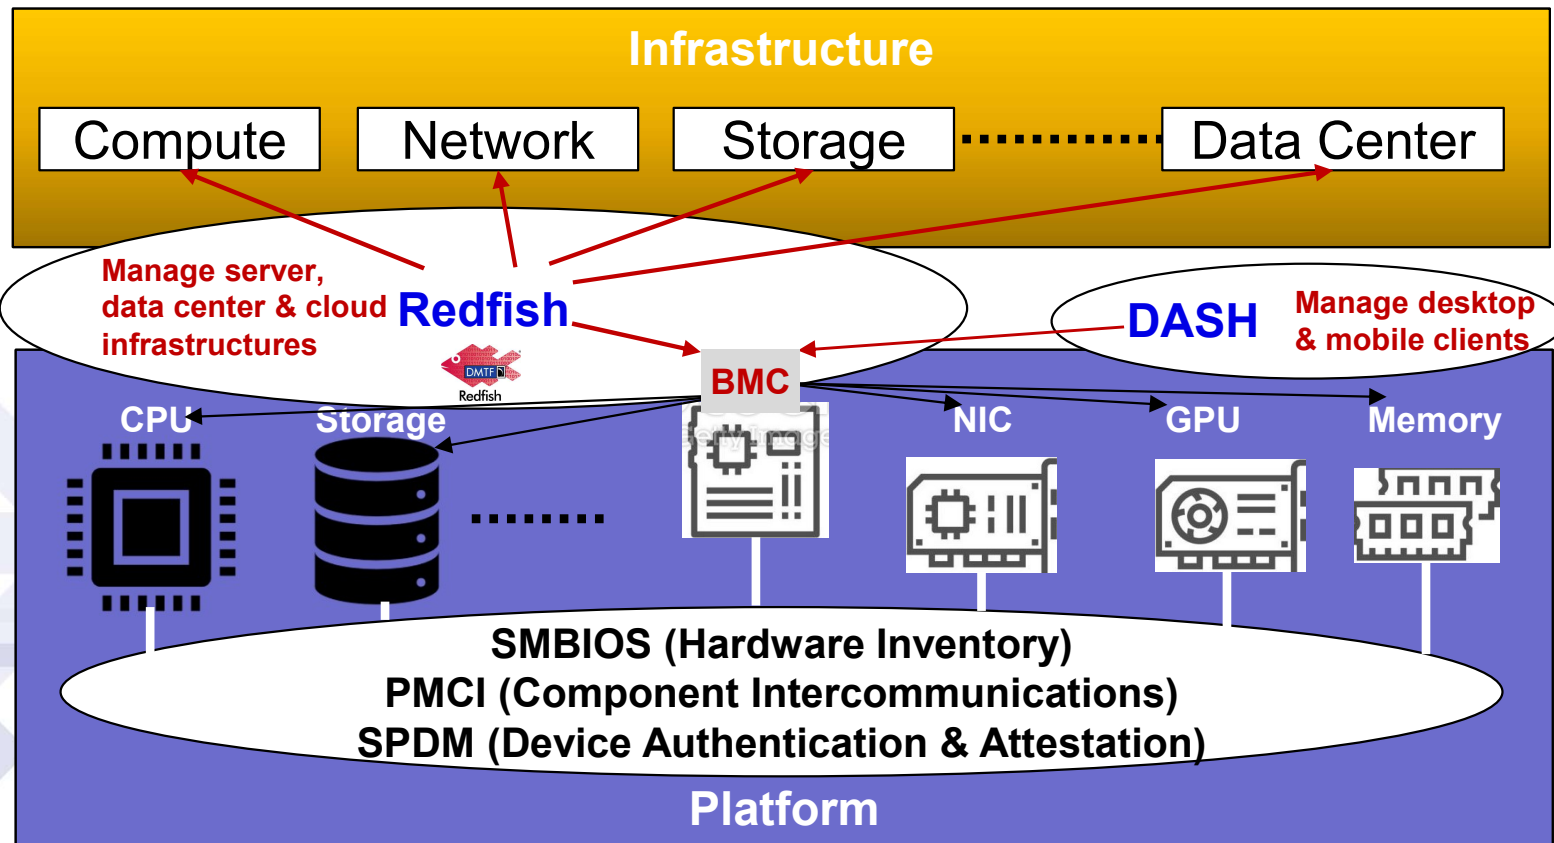 Infrastructure
Compute
Network
Storage
Data Center
Manage server,
data center & cloud
infrastructures
Redfish
DMTF
Redfish
DASH
Manage desktop
& mobile clients
BMC
CPU
Storage
NIC
GPU
Memory
SMBIOS (Hardware Inventory)
PMCI (Component Intercommunications)
SPDM (Device Authentication & Attestation)
Platform